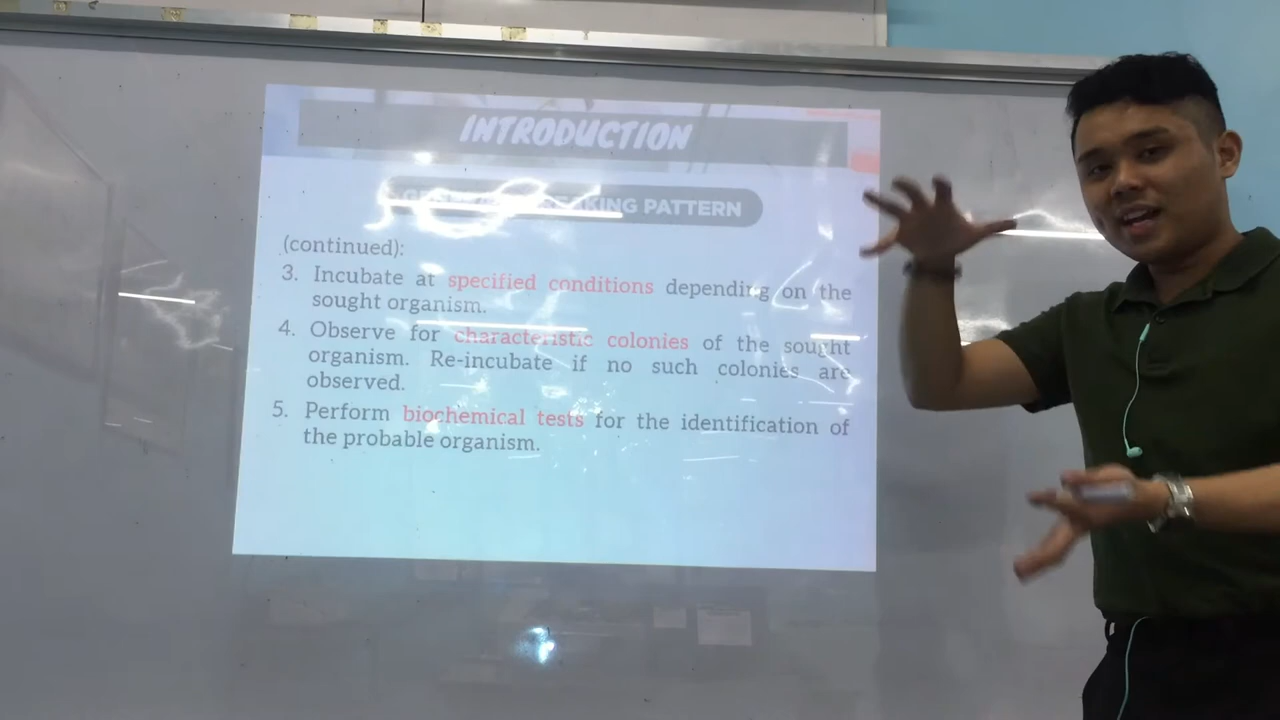 INTRODUCTION
KING PATTERN
(continued):
3. Incubate at specified conditions depending on the
sought organism.
4. Observe for characteristic colonies of the sought
organism. Re-incubate if no such colonies are
observed.
5. Perform biochemical tests for the identification of
the probable organism.